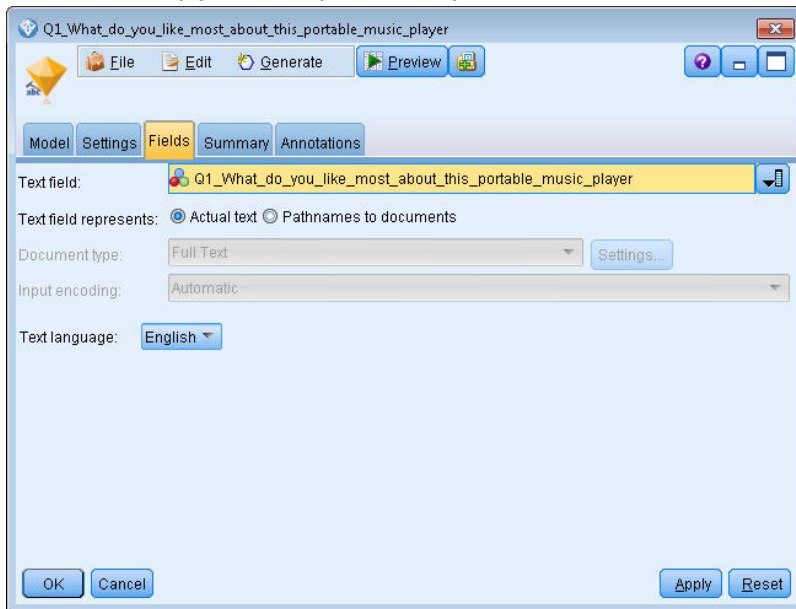 Q1_What_do_you_like_most_about_this_portable_music_player
File Edit Generate Preview
abc
Model Settings Fields Summary Annotations
Text field: Q1_What_do_you_like_most_about_this_portable_music_player
Text field represents: Actual text Pathnames to documents
Document type: Full Text Settings...
Input encoding: Automatic
Text language: English
OK Cancel Apply Reset